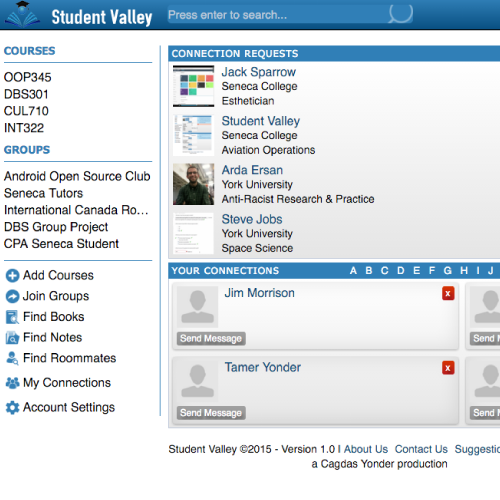 Student Valley
Press enter to search...
COURSES
OOP345
DBS301
CUL710
INT322
GROUPS
Android Open Source Club
Seneca Tutors
International Canada Ro...
DBS Group Project
CPA Seneca Student
Add Courses
Join Groups
Find Books
Find Notes
Find Roommates
My Connections
Account Settings
CONNECTION REQUESTS
Jack Sparrow
Seneca College
Esthetician
Student Valley
Seneca College
Aviation Operations
Arda Ersan
York University
Anti-Racist Research & Practice
Steve Jobs
York University
Space Science
YOUR CONNECTIONS A B C D E F G H I J
Jim Morrison x
Send Message Send M
Tamer Yonder x
Send Message Send M
Student Valley ©2015 - Version 1.0 | About Us Contact Us Suggestio
a Cagdas Yonder production